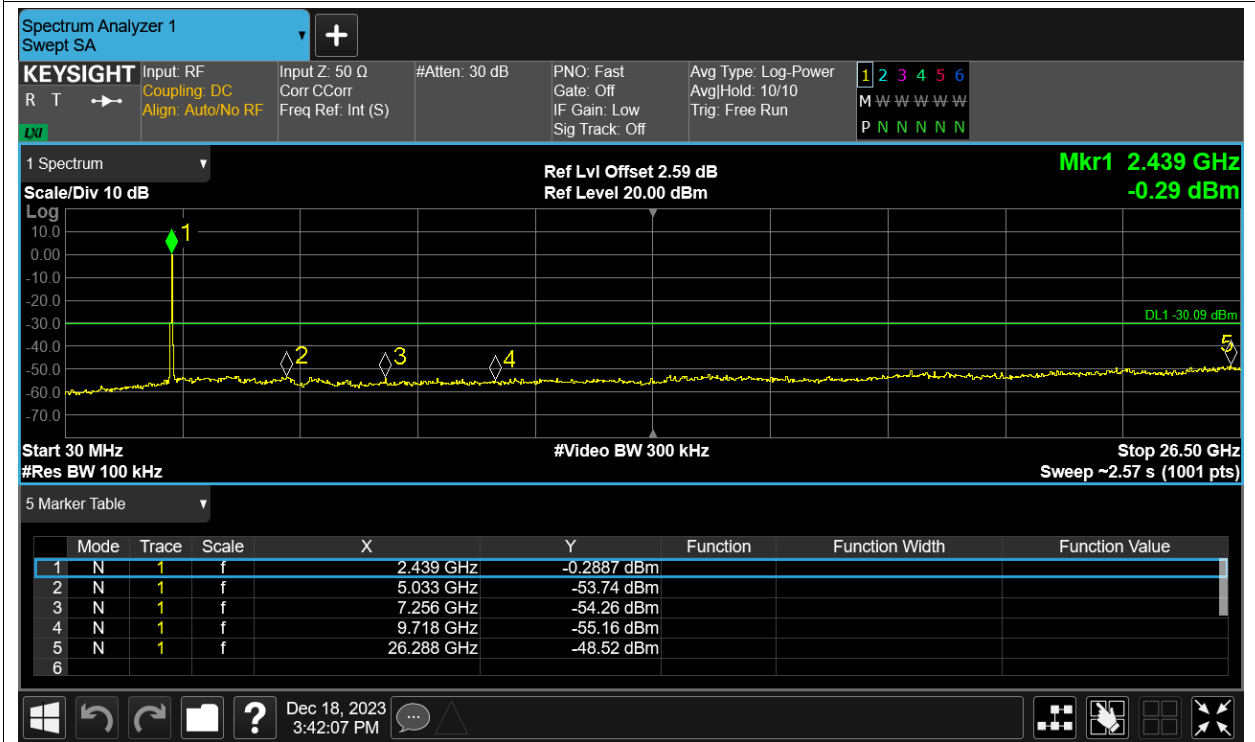 Spectrum Analyzer 1
Swept SA
KEYSIGHT
R T
LXI
Input: RF
Coupling: DC
Align: Auto/No RF
Input Z: 50 Ω
Corr CCorr
Freq Ref: Int (S)
#Atten: 30 dB
PNO: Fast
Gate: Off
IF Gain: Low
Sig Track: Off
Avg Type: Log-Power
Avg|Hold: 10/10
Trig: Free Run
1 2 3 4 5 6
M W W W W W
P N N N N N
1 Spectrum
Scale/Div 10 dB
Ref Lvl Offset 2.59 dB
Ref Level 20.00 dBm
Mkr1 2.439 GHz
-0.29 dBm
Log
10.0
0.00
-10.0
-20.0
-30.0
-40.0
-50.0
-60.0
-70.0
1
2
3
4
5
DL1 -30.09 dBm
Start 30 MHz
#Res BW 100 kHz
#Video BW 300 kHz
Stop 26.50 GHz
Sweep ~2.57 s (1001 pts)
5 Marker Table
Mode Trace Scale X Y Function Function Width Function Value
1 N 1 f 2.439 GHz -0.2887 dBm
2 N 1 f 5.033 GHz -53.74 dBm
3 N 1 f 7.256 GHz -54.26 dBm
4 N 1 f 9.718 GHz -55.16 dBm
5 N 1 f 26.288 GHz -48.52 dBm
6
?
Dec 18, 2023
3:42:07 PM